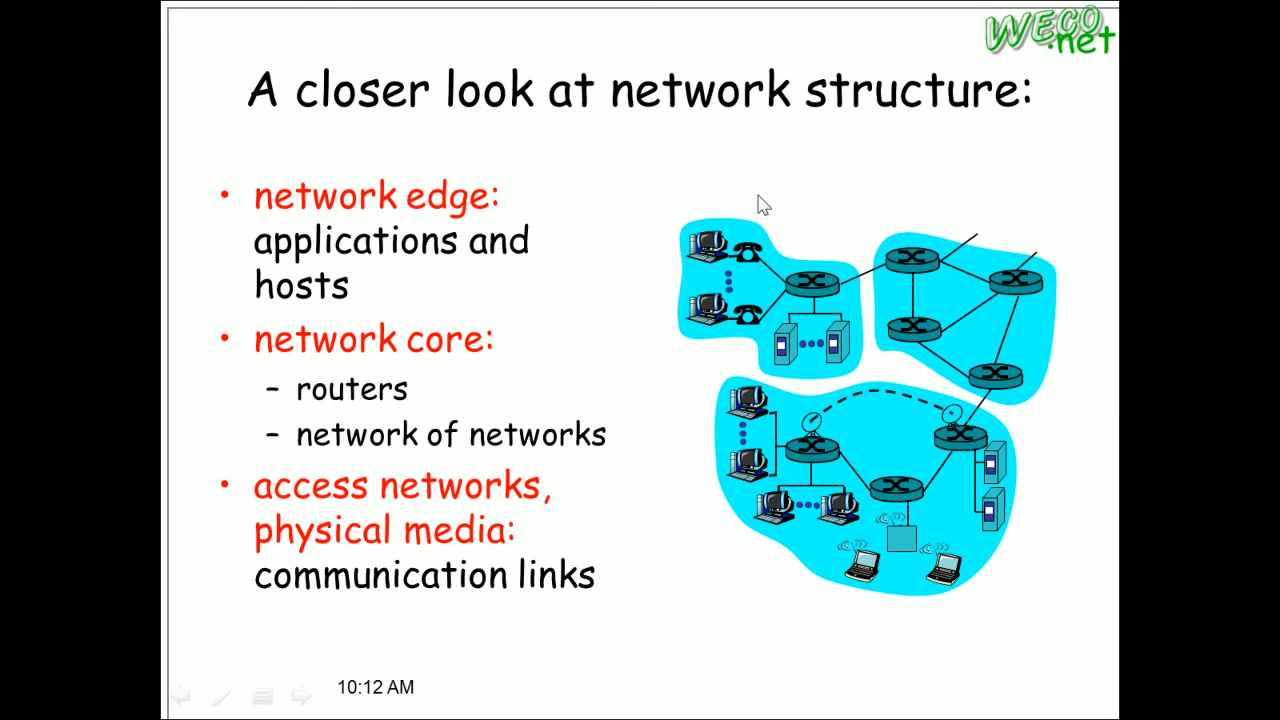 WECO
.net
A closer look at network structure:
• network edge:
applications and
hosts
• network core:
– routers
– network of networks
• access networks,
physical media:
communication links
10:12 AM